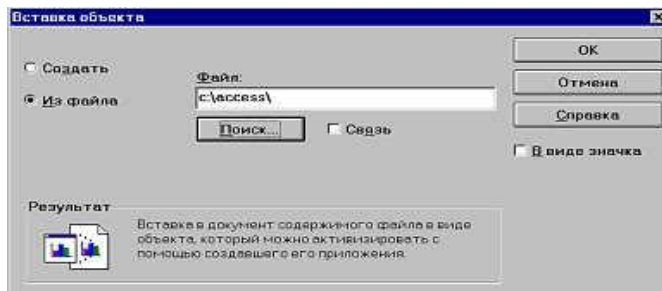 Вставка объекта
Создать
Из файла
Файл:
c:\access\
Поиск...
Связь
ОК
Отмена
Справка
В виде значка
Результат
Вставка в документ содержимого файла в виде
объекта, который можно активизировать с
помощью создавшего его приложения.